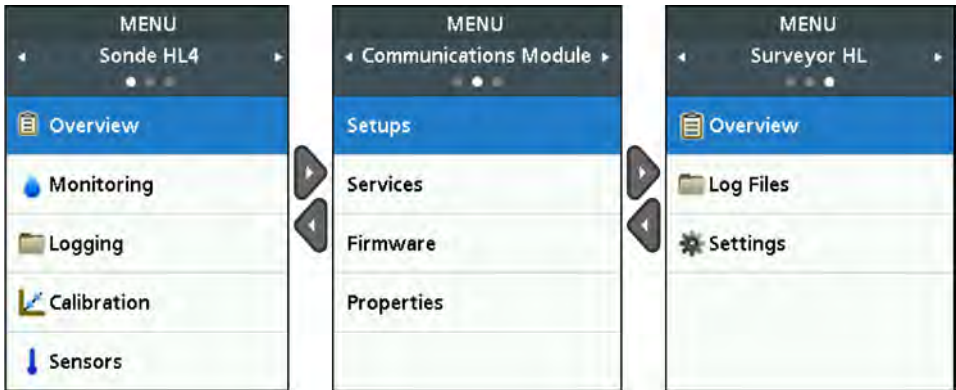 MENU
Sonde HL4
Overview
Monitoring
Logging
Calibration
Sensors
MENU
Communications Module
Setups
Services
Firmware
Properties
MENU
Surveyor HL
Overview
Log Files
Settings